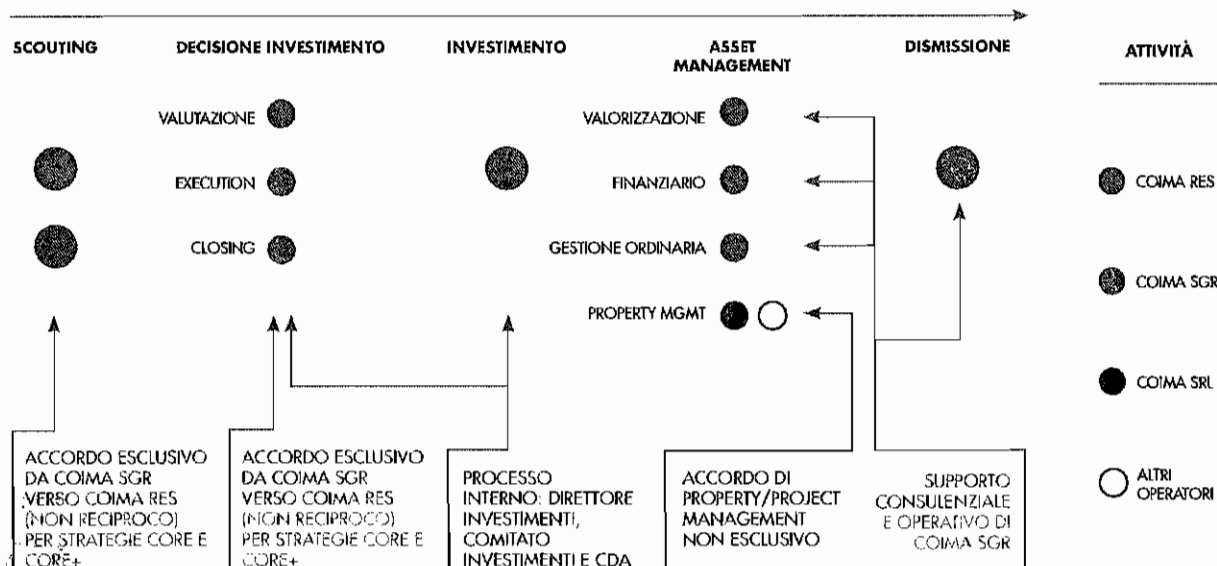 SCOUTING
DECISIONE INVESTIMENTO
INVESTIMENTO
ASSET
MANAGEMENT
DISMISSIONE
ATTIVITÀ
VALUTAZIONE
EXECUTION
CLOSING
VALORIZZAZIONE
FINANZIARIO
GESTIONE ORDINARIA
PROPERTY MGMT
COIMA RES
COIMA SGR
COIMA SRL
ALTRI
OPERATORI
ACCORDO ESCLUSIVO
DA COIMA SGR
VERSO COIMA RES
(NON RECIPROCO)
PER STRATEGIE CORE E
CORE+
ACCORDO ESCLUSIVO
DA COIMA SGR
VERSO COIMA RES
(NON RECIPROCO)
PER STRATEGIE CORE E
CORE+
PROCESSO
INTERNO: DIRETTORE
INVESTIMENTI,
COMITATO
INVESTIMENTI E CDA
ACCORDO DI
PROPERTY/PROJECT
MANAGEMENT
NON ESCLUSIVO
SUPPORTO
CONSULENZIALE
E OPERATIVO DI
COIMA SGR